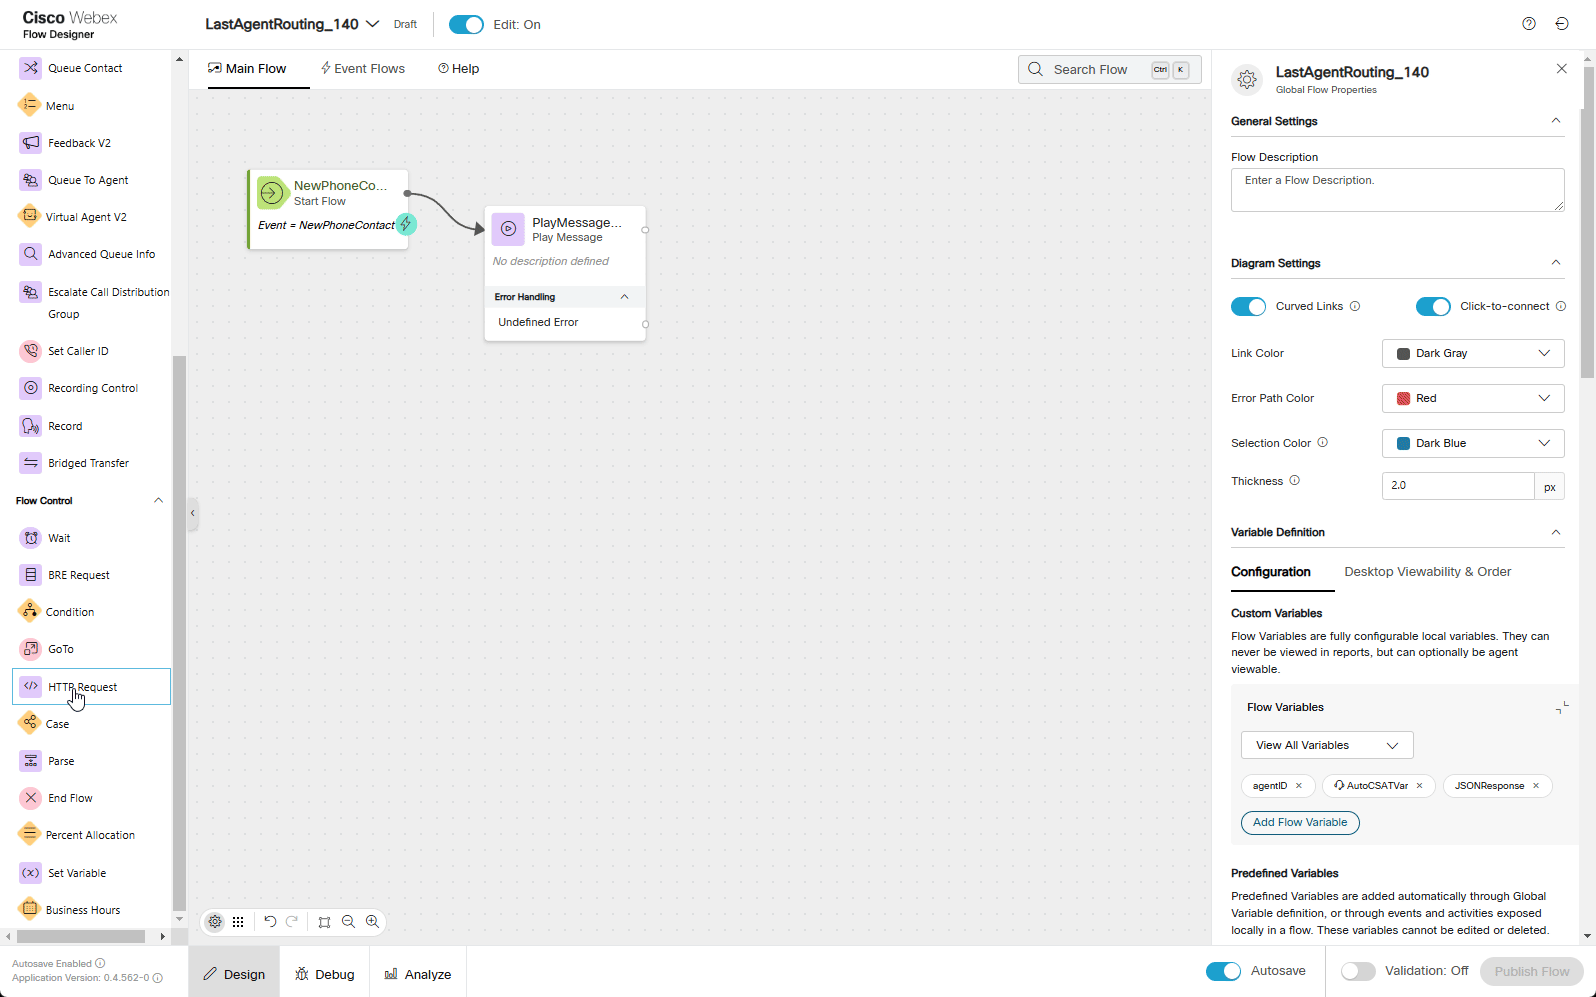 Cisco Webex
Flow Designer
LastAgentRouting_140
Draft
Edit: On
Queue Contact
Menu
Feedback V2
Queue To Agent
Virtual Agent V2
Advanced Queue Info
Escalate Call Distribution
Group
Set Caller ID
Recording Control
Record
Bridged Transfer
Flow Control
Wait
BRE Request
Condition
GoTo
HTTP Request
Case
Parse
End Flow
Percent Allocation
Set Variable
Business Hours
Autosave Enabled
Application Version: 0.4.562-0
Main Flow
Event Flows
Help
Search Flow
Ctrl
K
NewPhoneCo...
Start Flow
Event = NewPhoneContact
PlayMessage...
Play Message
No description defined
Error Handling
Undefined Error
Design
Debug
Analyze
LastAgentRouting_140
Global Flow Properties
General Settings
Flow Description
Enter a Flow Description.
Diagram Settings
Curved Links
Click-to-connect
Link Color
Dark Gray
Error Path Color
Red
Selection Color
Dark Blue
Thickness
2.0
px
Variable Definition
Configuration
Desktop Viewability & Order
Custom Variables
Flow Variables are fully configurable local variables. They can
never be viewed in reports, but can optionally be agent
viewable.
Flow Variables
View All Variables
agentID
AutoCSATVar
JSONResponse
Add Flow Variable
Predefined Variables
Predefined Variables are added automatically through Global
Variable definition, or through events and activities exposed
locally in a flow. These variables cannot be edited or deleted.
Autosave
Validation: Off
Publish Flow